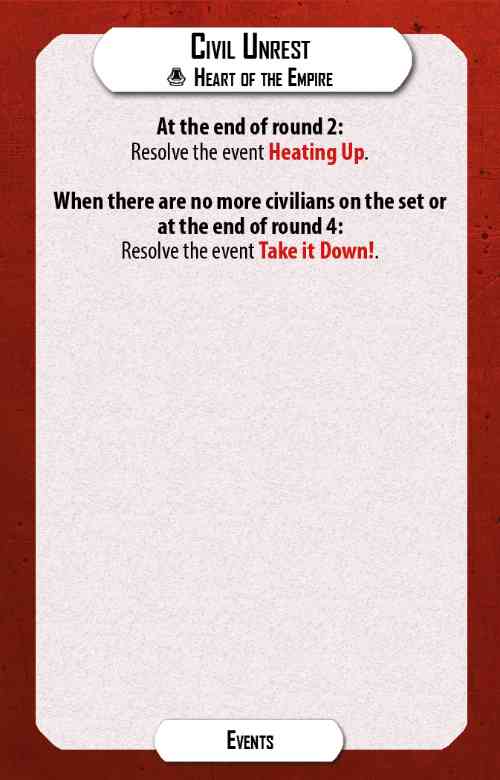 Civil Unrest
Heart of the Empire
At the end of round 2:
Resolve the event Heating Up.
When there are no more civilians on the set or
at the end of round 4:
Resolve the event Take it Down!.
Events